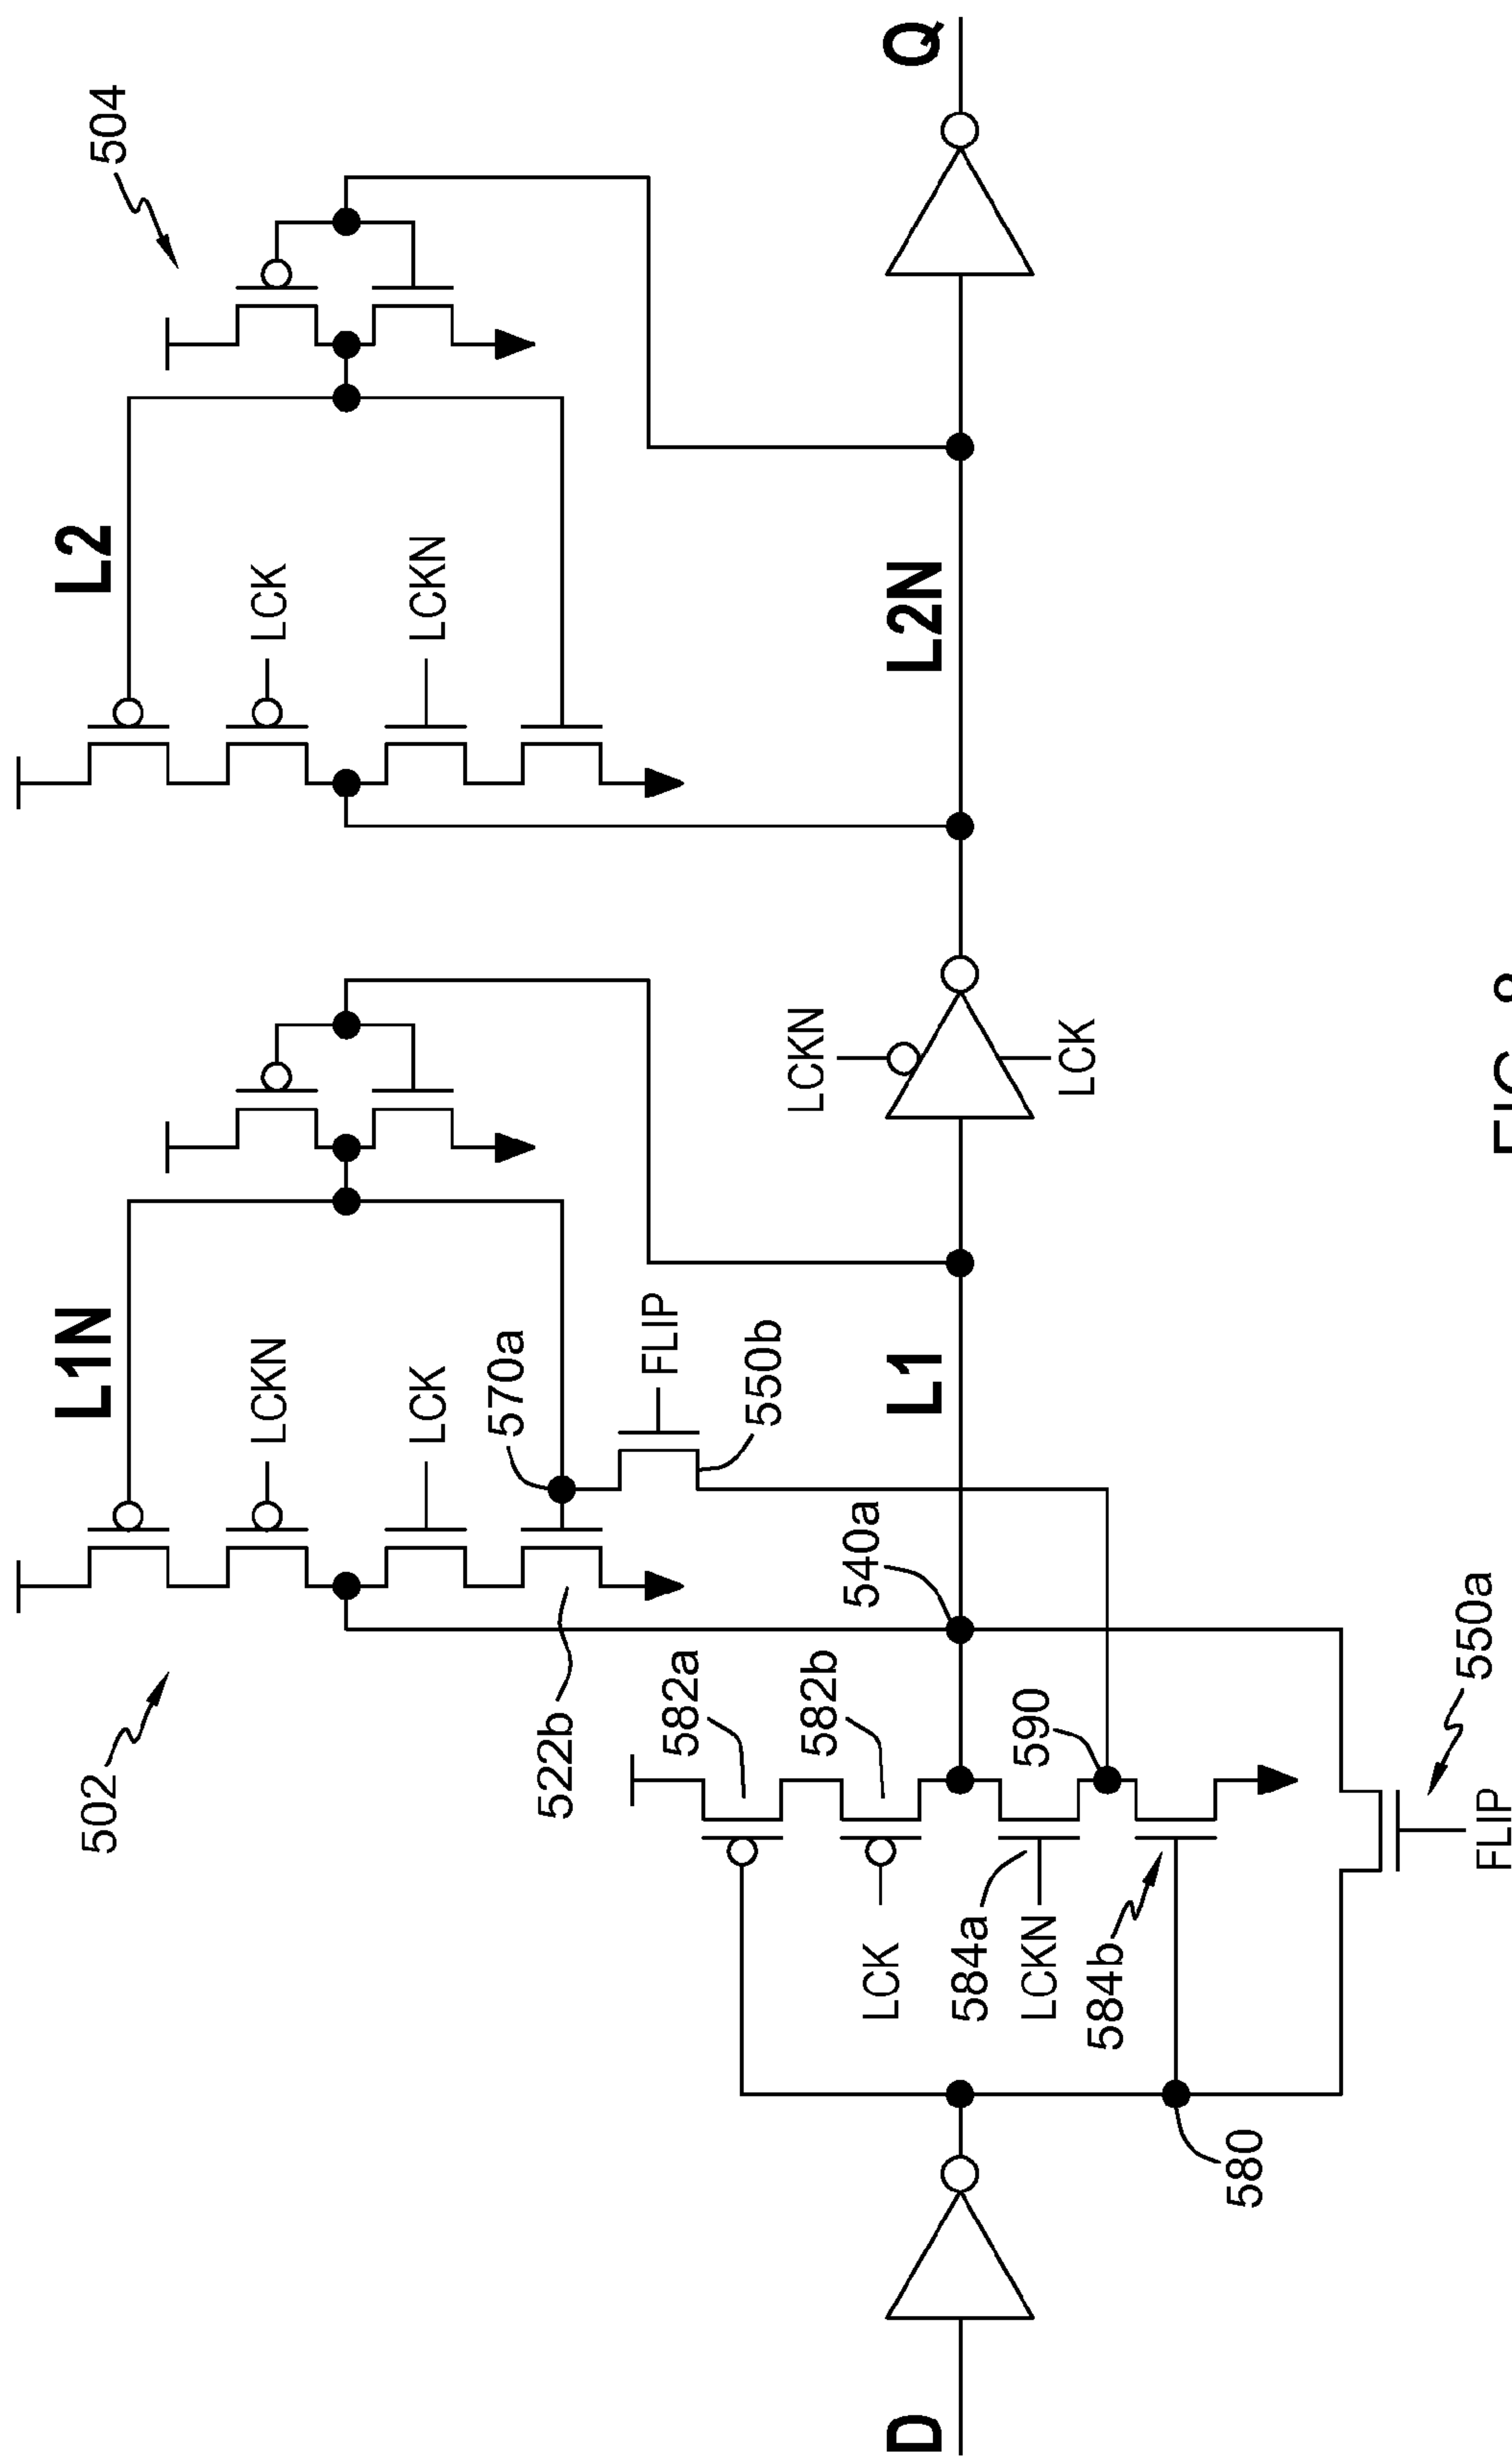 L1N
L2
502
504
LCKN
LCK
LCK
LCKN
570a
522b
FLIP
582a
550b
582b
LCKN
540a
LCK
D
L1
L2N
Q
584a
590
LCKN
LCK
584b
580
550a
FLIP